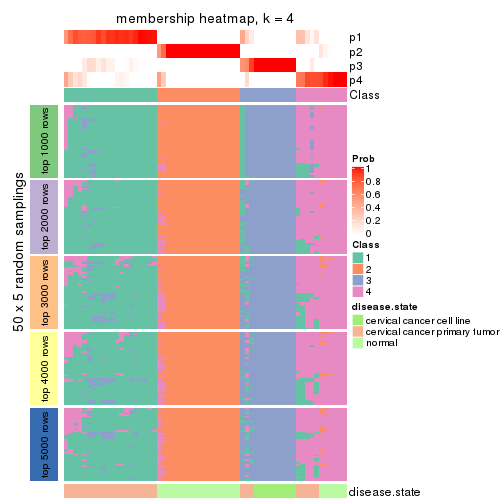 membership heatmap, k = 4
p1
p2
p3
p4
Class
50 x 5 random samplings
top 1000 rows
top 2000 rows
top 3000 rows
top 4000 rows
top 5000 rows
Prob
1
0.8
0.6
0.4
0.2
0
Class
1
2
3
4
disease.state
cervical cancer cell line
cervical cancer primary tumor
normal
disease.state